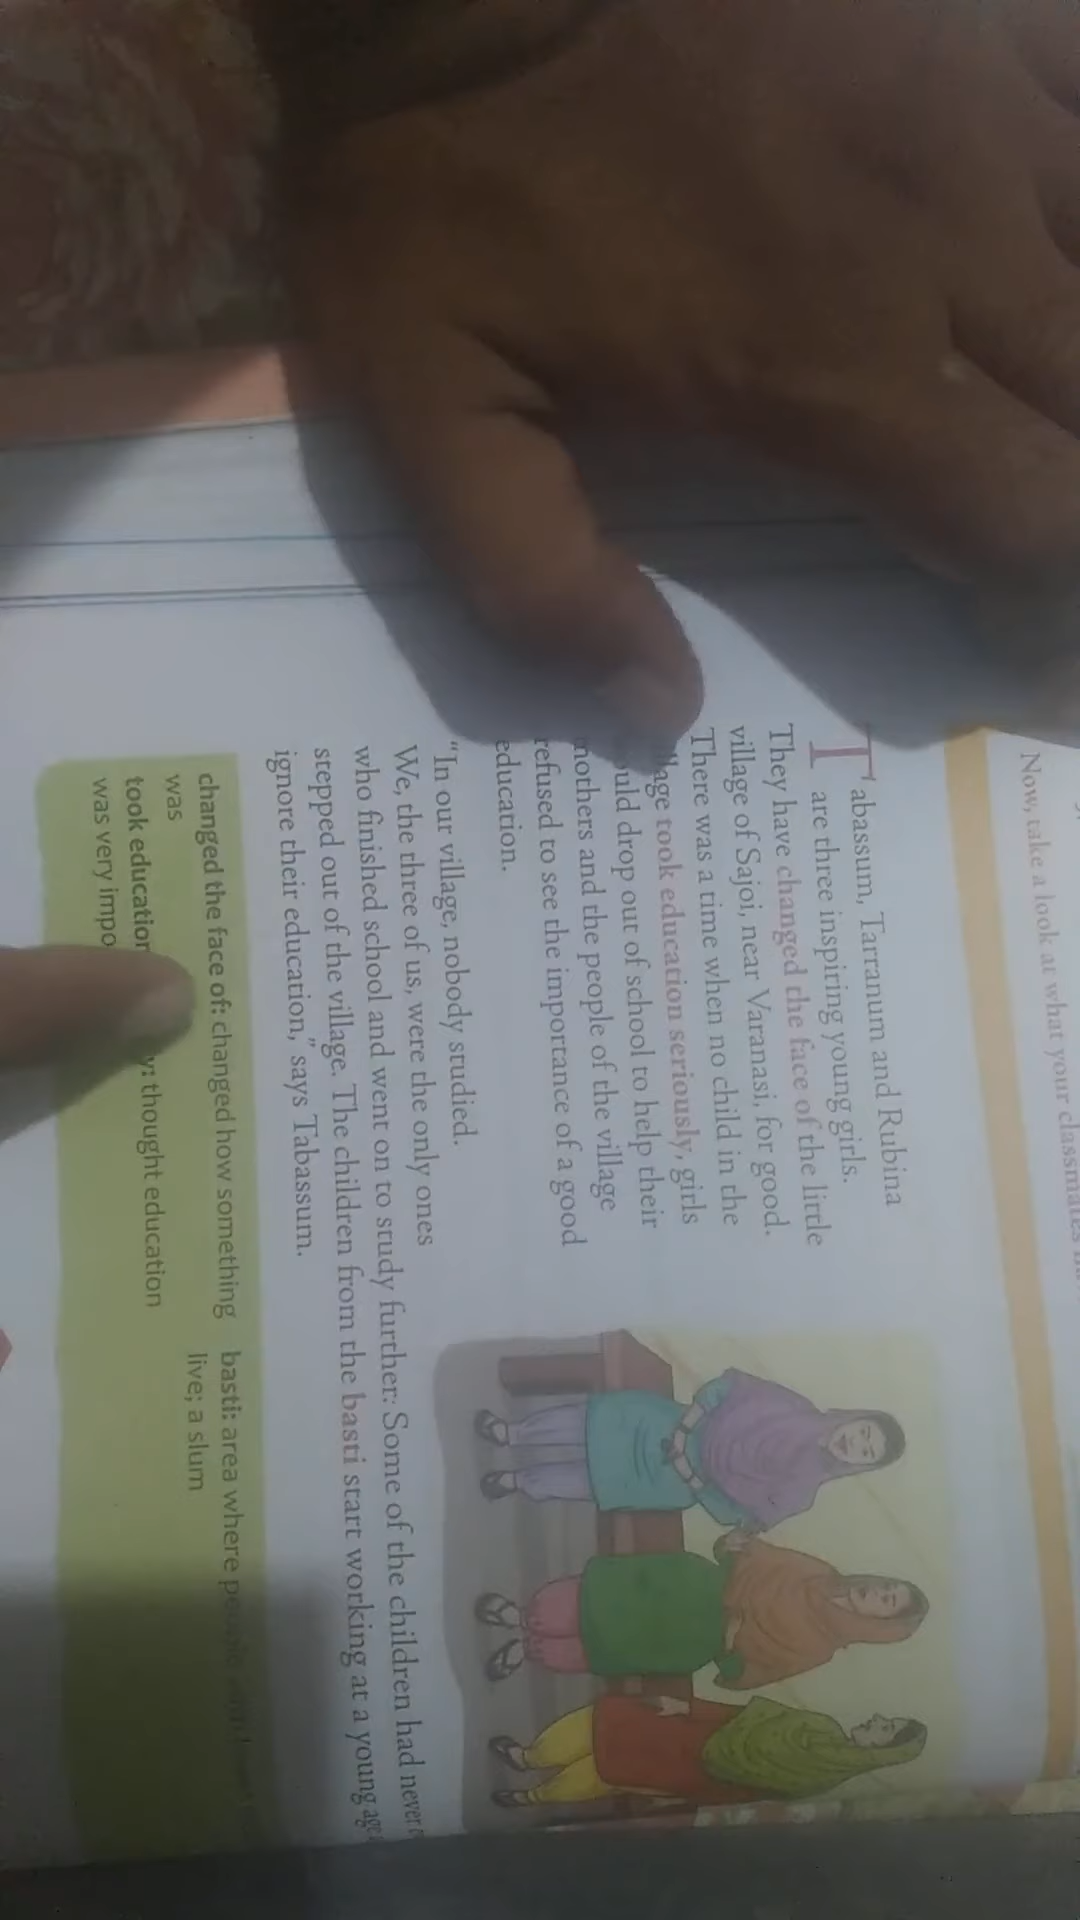 Now, take a look at what your classmates
Tabassum, Tarranum and Rubina
are three inspiring young girls.
They have changed the face of the little
village of Sajoi, near Varanasi, for good.
There was a time when no child in the
took education seriously, girls
drop out of school to help their
mothers and the people of the village
refused to see the importance of a good
education.
“In our village, nobody studied.
We, the three of us, were the only ones
who finished school and went on to study further. Some of the children had never
stepped out of the village. The children from the basti start working at a young age
ignore their education,” says Tabassum.
changed the face of: changed how something
was
took education thought education
was very
basti: area where people
live; a slum